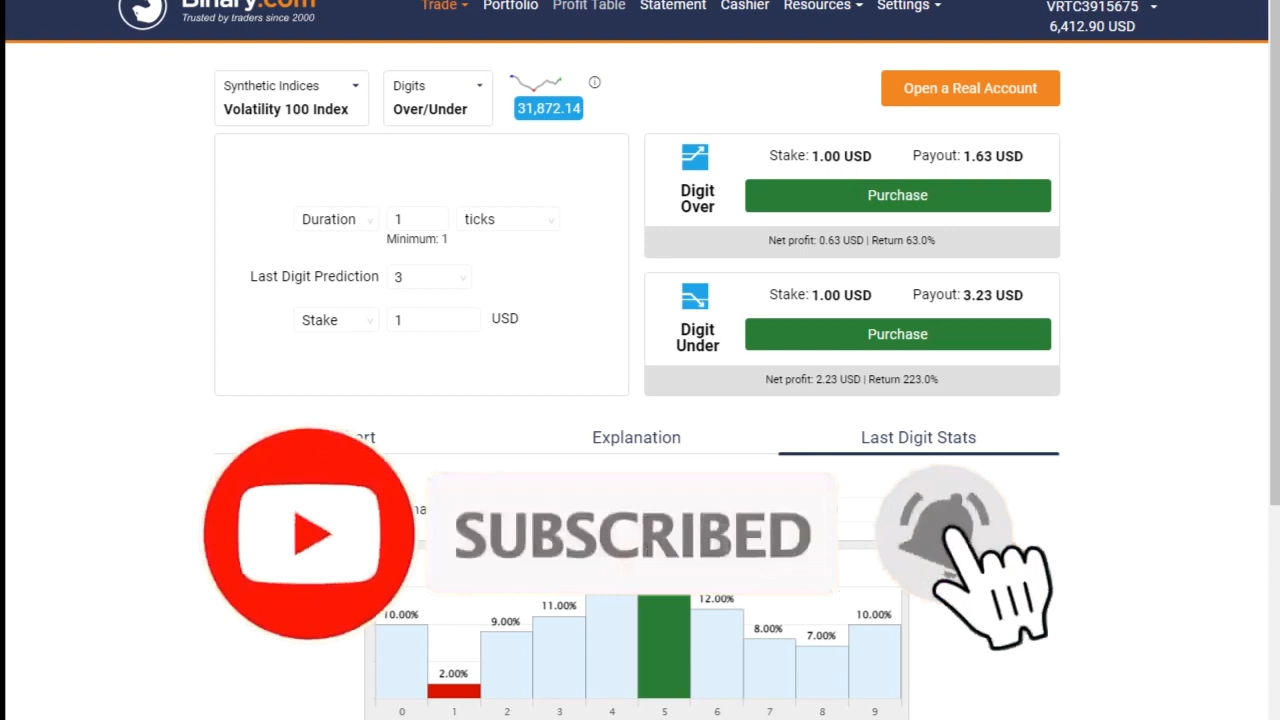 Binary.com
Trusted by traders since 2000
Trade Portfolio Profit Table Statement Cashier Resources Settings
VRTC3915675
6,412.90 USD
Synthetic Indices
Volatility 100 Index
Digits
Over/Under
31,872.14
Open a Real Account
Duration 1 ticks
Minimum: 1
Last Digit Prediction 3
Stake 1 USD
Digit Over
Stake: 1.00 USD Payout: 1.63 USD
Purchase
Net profit: 0.63 USD | Return 63.0%
Digit Under
Stake: 1.00 USD Payout: 3.23 USD
Purchase
Net profit: 2.23 USD | Return 223.0%
Explanation Last Digit Stats
SUBSCRIBED
10.00% 2.00% 9.00% 11.00% 12.00% 8.00% 7.00% 10.00%
0 1 2 3 4 5 6 7 8 9